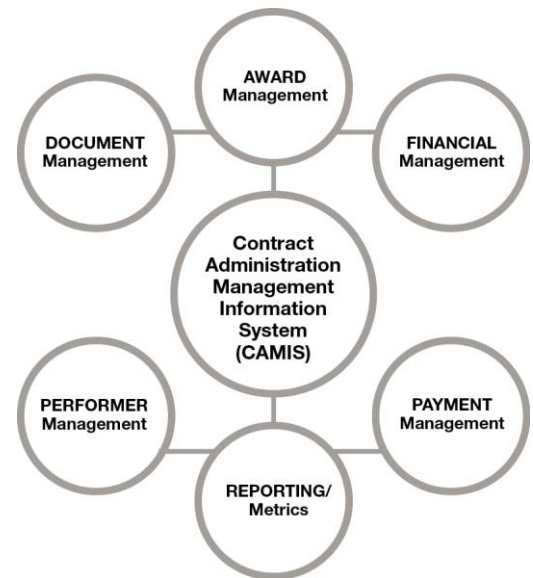 AWARD
Management
DOCUMENT
Management
FINANCIAL
Management
Contract
Administration
Management
Information
System
(CAMIS)
PERFORMER
Management
PAYMENT
Management
REPORTING/
Metrics